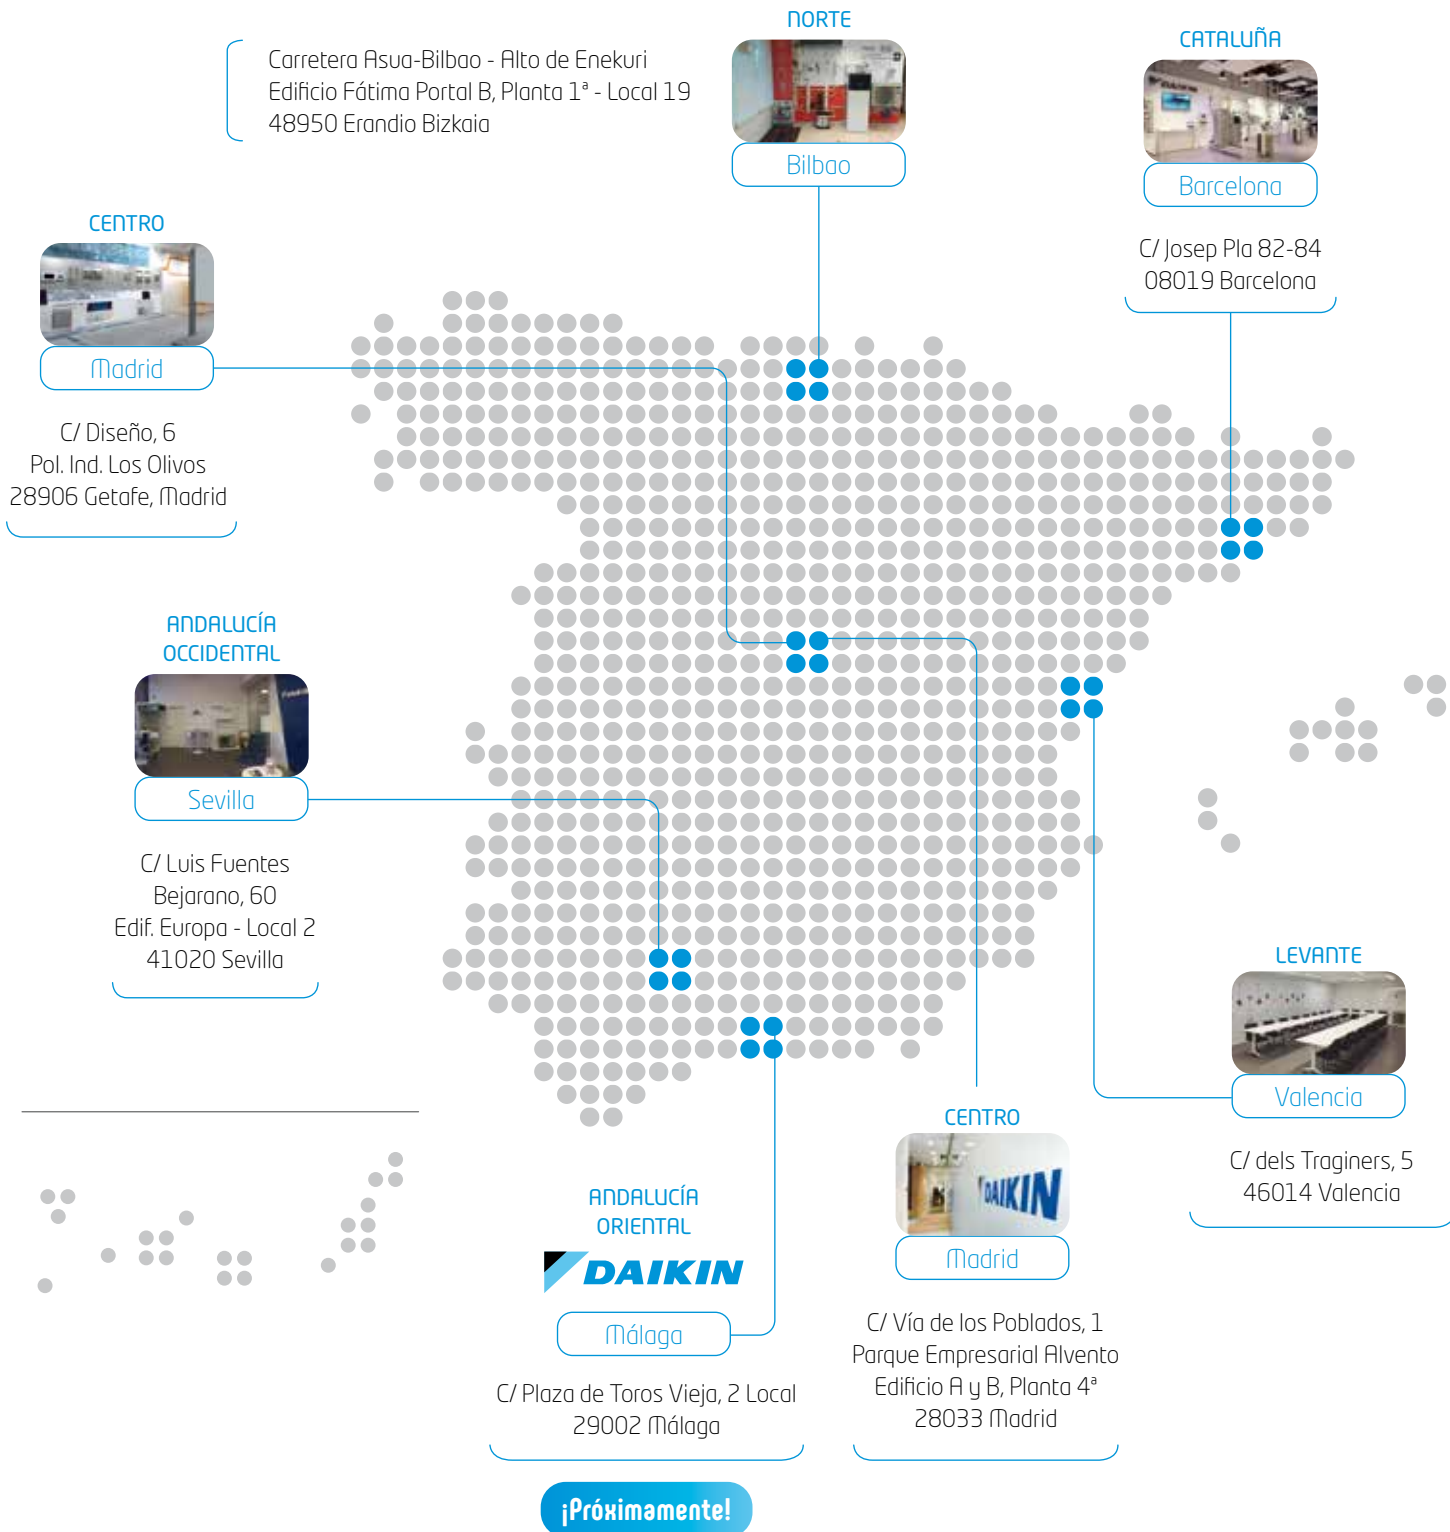 NORTE
Carretera Asua-Bilbao - Alto de Enekuri
Edificio Fátima Portal B, Planta 1ª - Local 19
48950 Erandio Bizkaia
Bilbao
CATALUÑA
Barcelona
C/ Josep Pla 82-84
08019 Barcelona
CENTRO
Madrid
C/ Diseño, 6
Pol. Ind. Los Olivos
28906 Getafe, Madrid
ANDALUCÍA
OCCIDENTAL
Sevilla
C/ Luis Fuentes
Bejarano, 60
Edif. Europa - Local 2
41020 Sevilla
LEVANTE
Valencia
C/ dels Traginers, 5
46014 Valencia
CENTRO
DAIKIN
Madrid
C/ Vía de los Poblados, 1
Parque Empresarial Alvento
Edificio A y B, Planta 4ª
28033 Madrid
ANDALUCÍA
ORIENTAL
DAIKIN
Málaga
C/ Plaza de Toros Vieja, 2 Local
29002 Málaga
¡Próximamente!